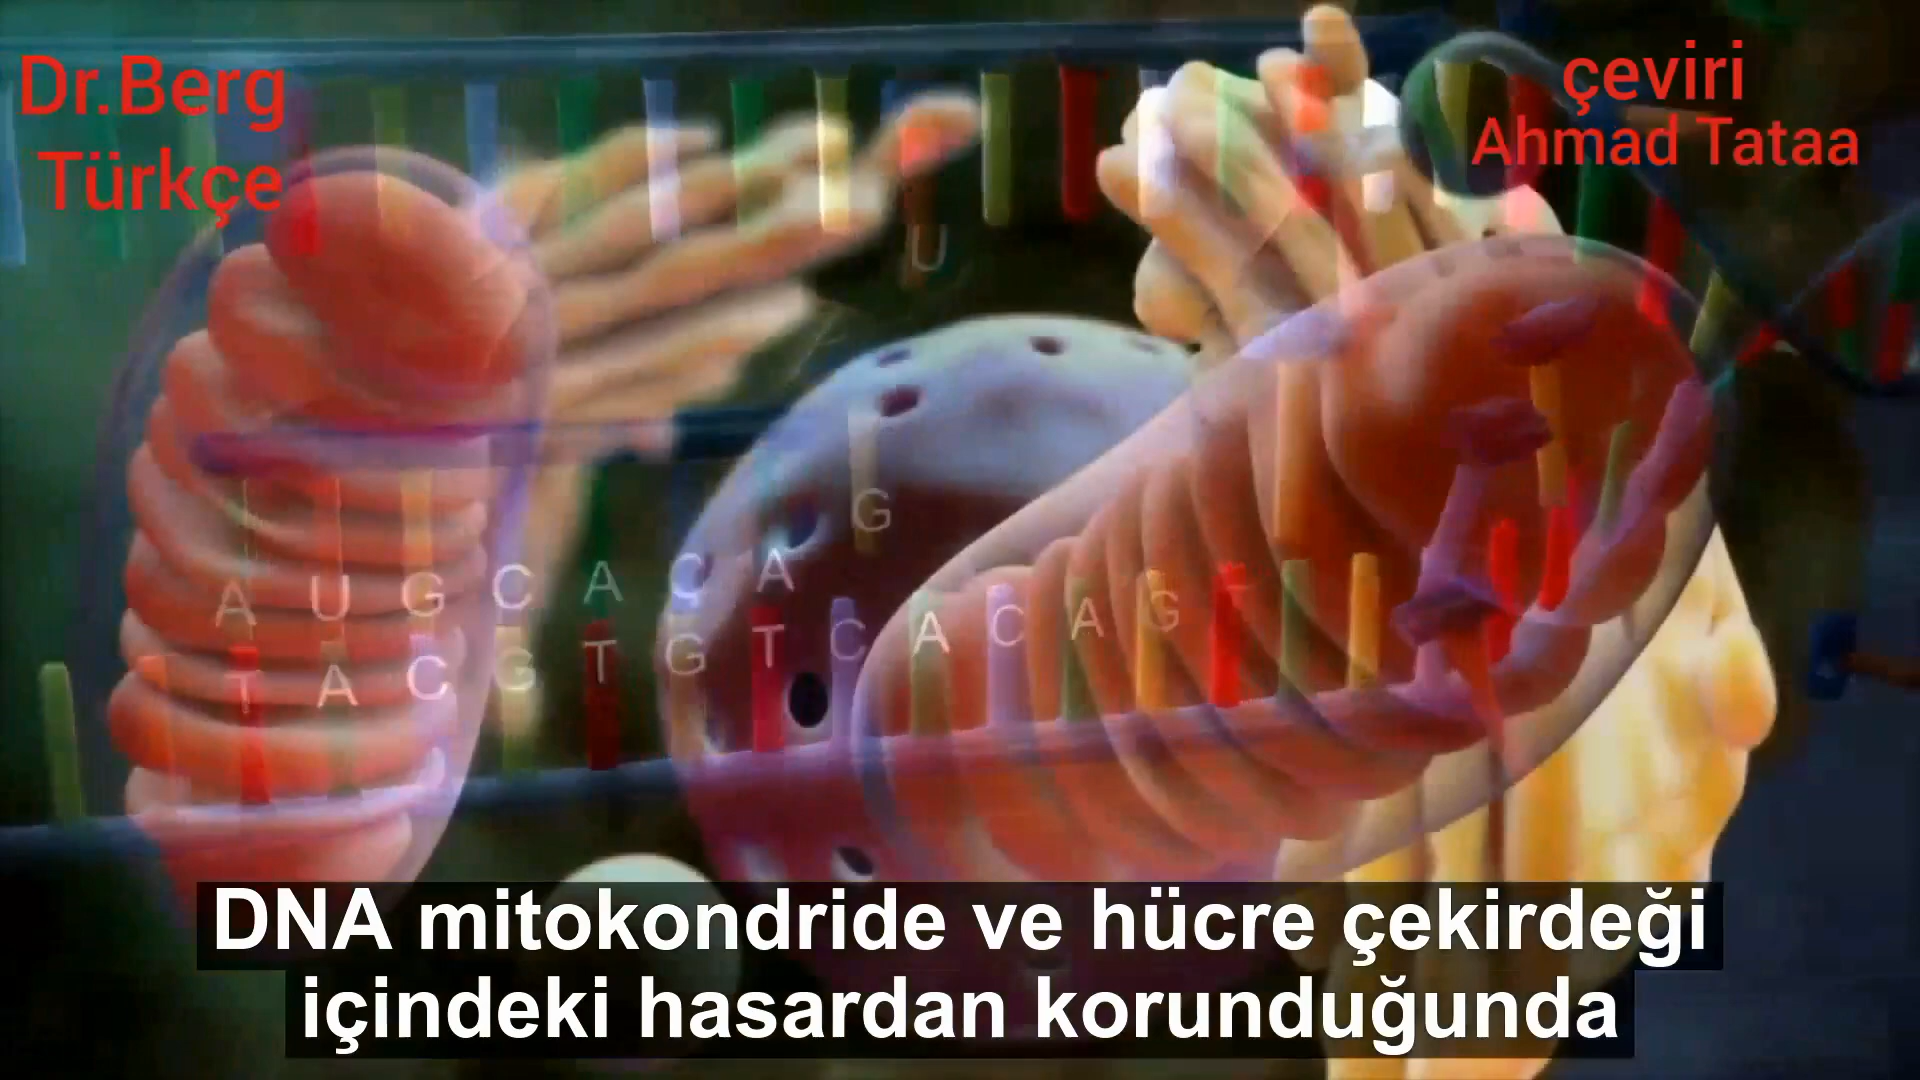 Dr.Berg
Türkçe
çeviri
Ahmad Tataa
U
G
A U G C A C A
T A C G T G T C A C A G T
DNA mitokondride ve hücre çekirdeği
içindeki hasardan korunduğunda